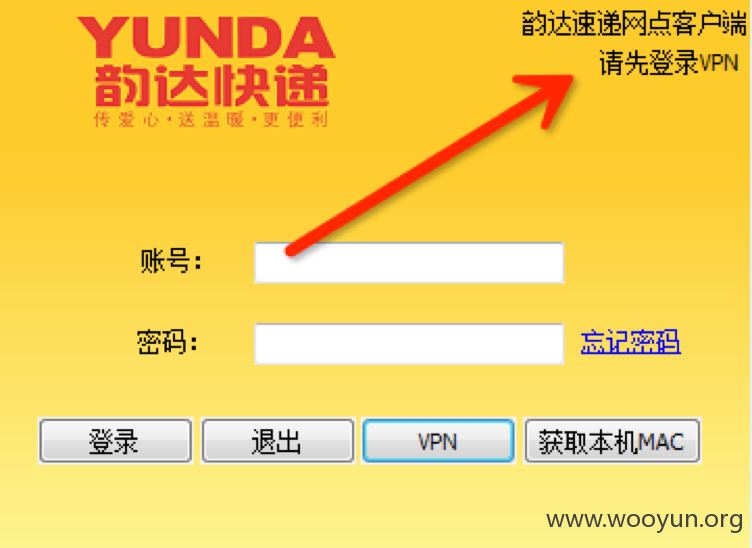 YUNDA
韵达快递
传爱心·送温暖·更便利
韵达速递网点客户端
请先登录VPN
账号：
密码：
忘记密码
登录 退出 VPN 获取本机MAC
www.wooyun.org